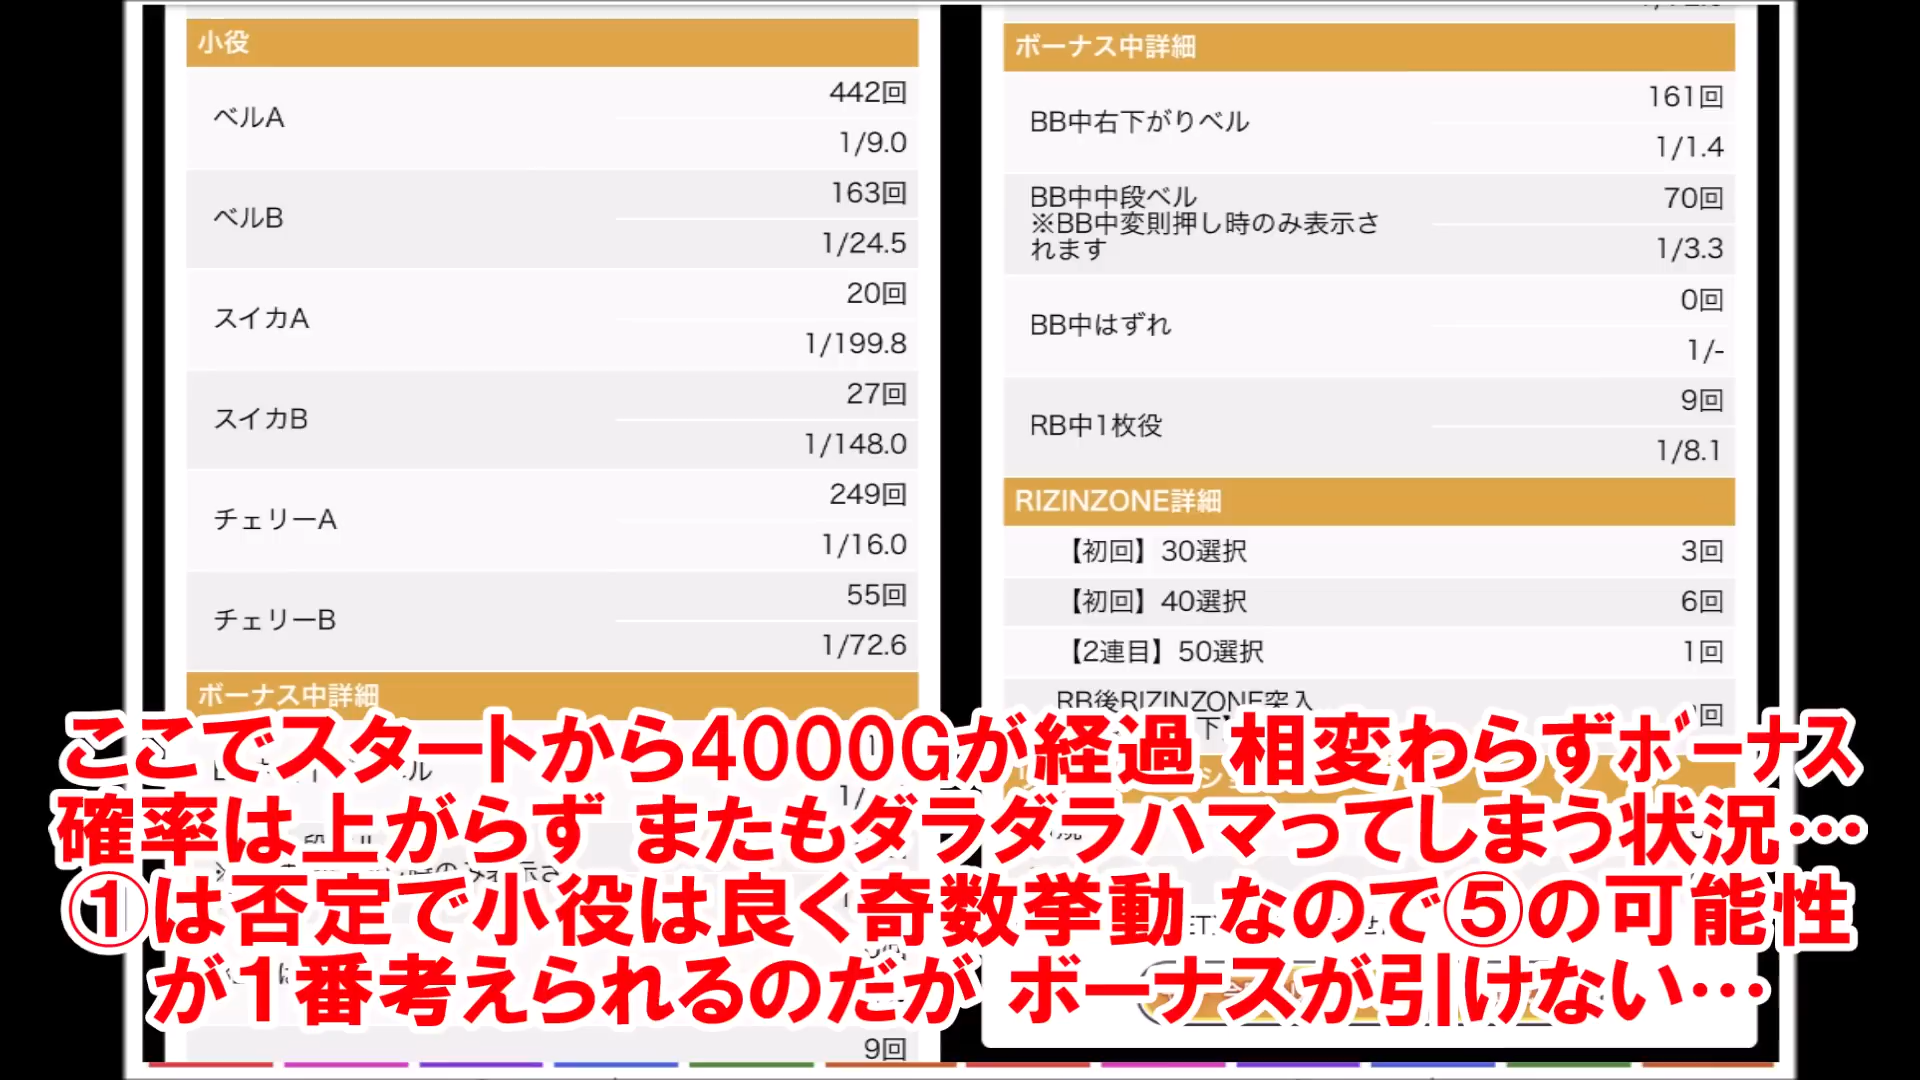 小役
ベルA
442回
1/9.0
ベルB
163回
1/24.5
スイカA
20回
1/199.8
スイカB
27回
1/148.0
チェリーA
249回
1/16.0
チェリーB
55回
1/72.6
ボーナス中詳細
9回
ボーナス中詳細
BB中右下がりベル
161回
1/1.4
BB中中段ベル
※BB中変則押し時のみ表示さ
れます
70回
1/3.3
BB中はずれ
0回
1/-
RB中1枚役
9回
1/8.1
RIZINZONE詳細
【初回】30選択
3回
【初回】40選択
6回
【2連目】50選択
1回
RB後RIZINZONE突入
ここでスタートから4000Gが経過 相変わらずボーナス
確率は上がらず またもダラダラハマってしまう状況…
①は否定で小役は良く奇数挙動 なので⑤の可能性
が1番考えられるのだが ボーナスが引けない…